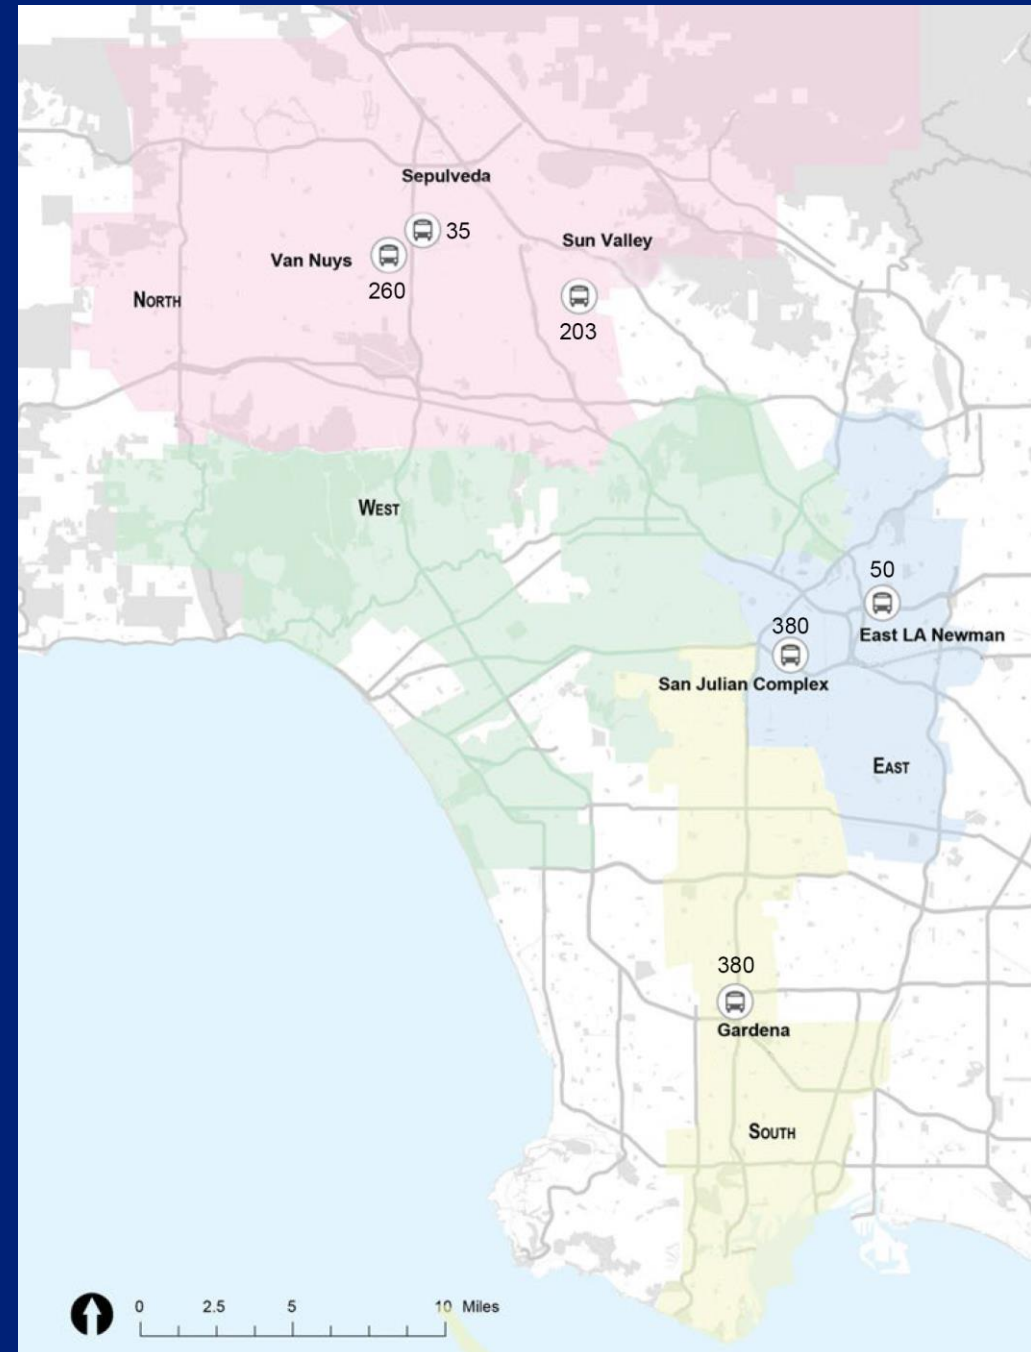 Sepulveda
35
Sun Valley
Van Nuys
260
NORTH
203
WEST
50
East LA Newman
380
San Julian Complex
EAST
380
Gardena
SOUTH
0 2.5 5 10 Miles